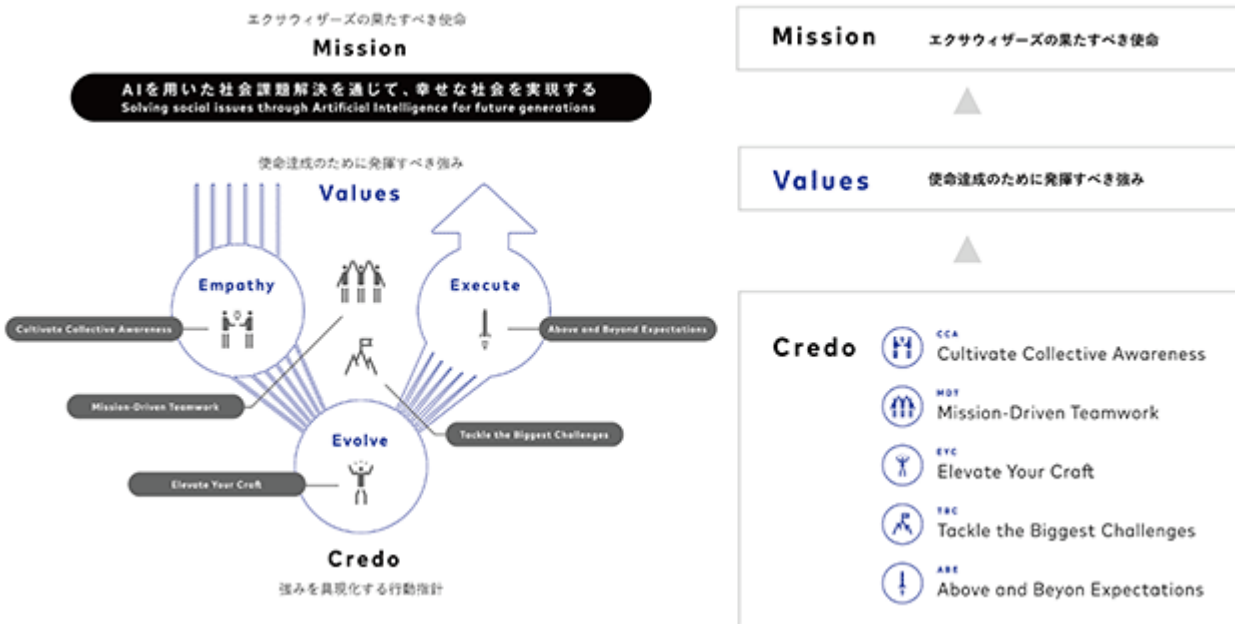 エクサウィザーズの果たすべき使命
Mission
AIを用いた社会課題解決を通じて、幸せな社会を実現する
Solving social issues through Artificial Intelligence for future generations
使命達成のために発揮すべき強み
Values
Empathy
Execute
Cultivate Collective Awareness
Above and Beyond Expectations
Mission-Driven Teamwork
Tackle the Biggest Challenges
Evolve
Elevate Your Craft
Credo
強みを具現化する行動指針
Mission エクサウィザーズの果たすべき使命
Values 使命達成のために発揮すべき強み
Credo
CCA
Cultivate Collective Awareness
MDT
Mission-Driven Teamwork
EYC
Elevate Your Craft
TBC
Tackle the Biggest Challenges
ABE
Above and Beyon Expectations